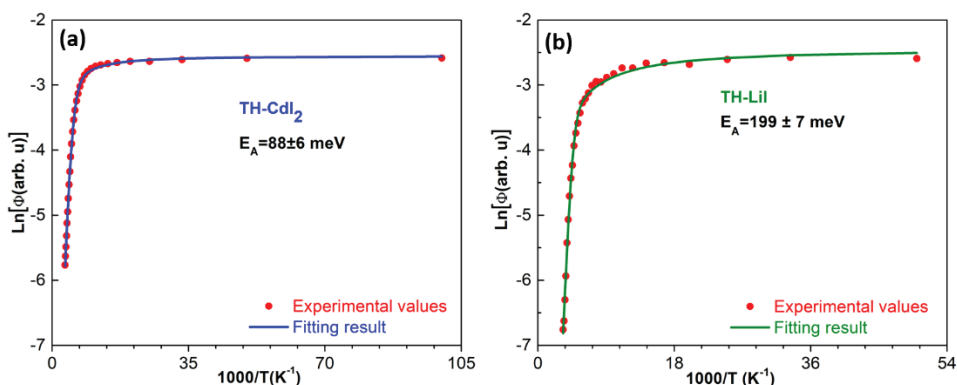 (a)
-2
-3
-4
-5
-6
-7
Ln[Φ(arb. u)]
TH-CdI₂
E_A=88±6 meV
Experimental values
Fitting result
0 35 70 105
1000/T(K⁻¹)
(b)
-2
-3
-4
-5
-6
-7
Ln[Φ(arb. u)]
TH-LiI
E_A=199 ± 7 meV
Experimental values
Fitting result
0 18 36 54
1000/T(K⁻¹)